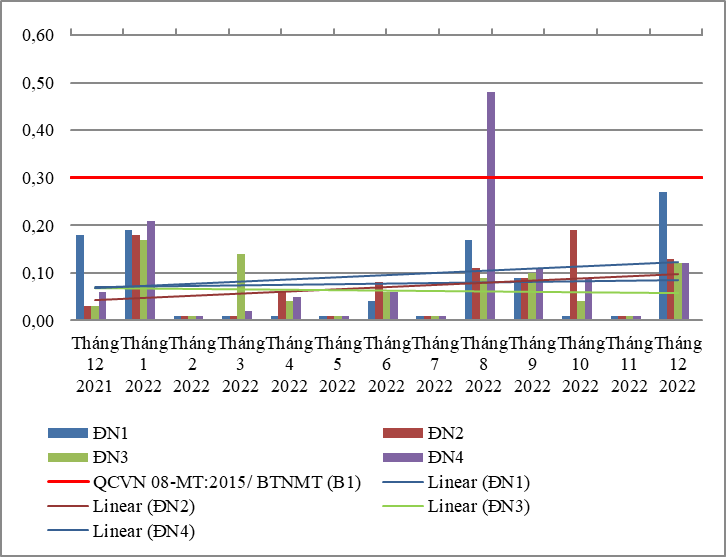 0,60
0,50
0,40
0,30
0,20
0,10
0,00
Tháng Tháng Tháng Tháng Tháng Tháng Tháng Tháng Tháng Tháng Tháng Tháng Tháng
12 1 2 3 4 5 6 7 8 9 10 11 12
2021 2022 2022 2022 2022 2022 2022 2022 2022 2022 2022 2022 2022
ĐN1 ĐN2
ĐN3 ĐN4
QCVN 08-MT:2015/ BTNMT (B1) Linear (ĐN1)
Linear (ĐN2) Linear (ĐN3)
Linear (ĐN4)